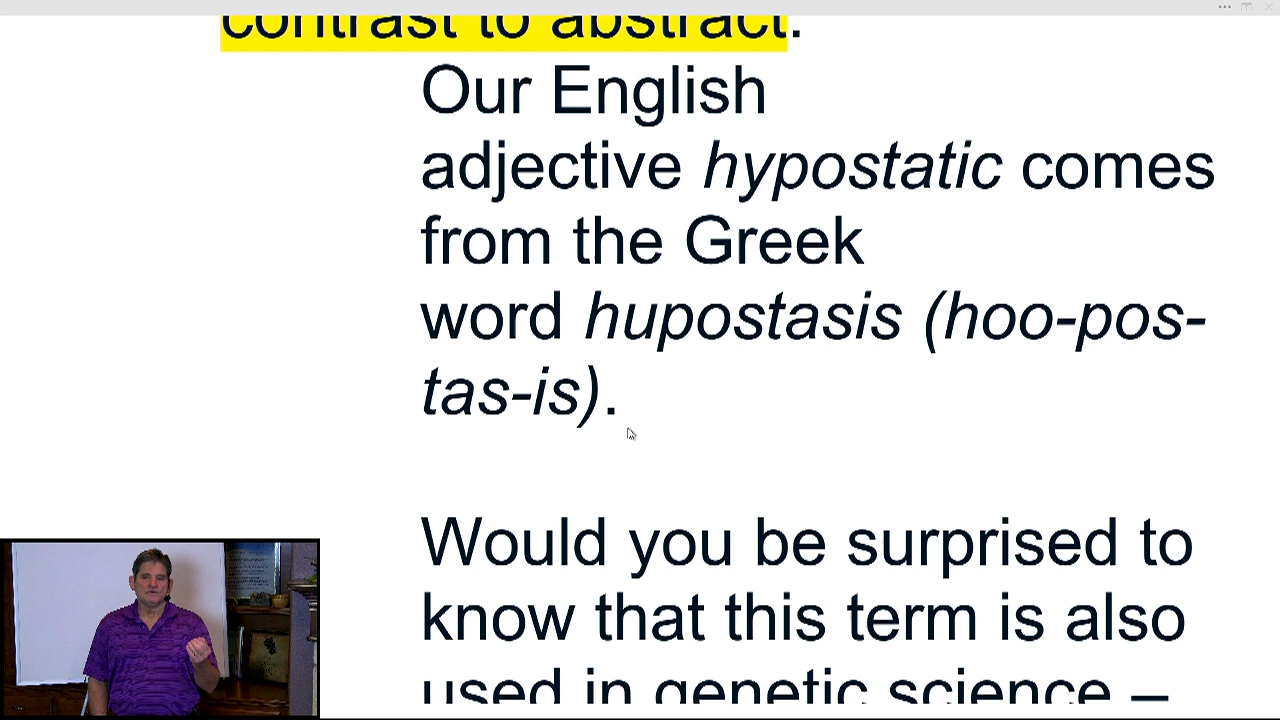 contrast to abstract.
Our English
adjective hypostatic comes
from the Greek
word hupostasis (hoo-pos-
tas-is).
Would you be surprised to
know that this term is also
used in genetic science –